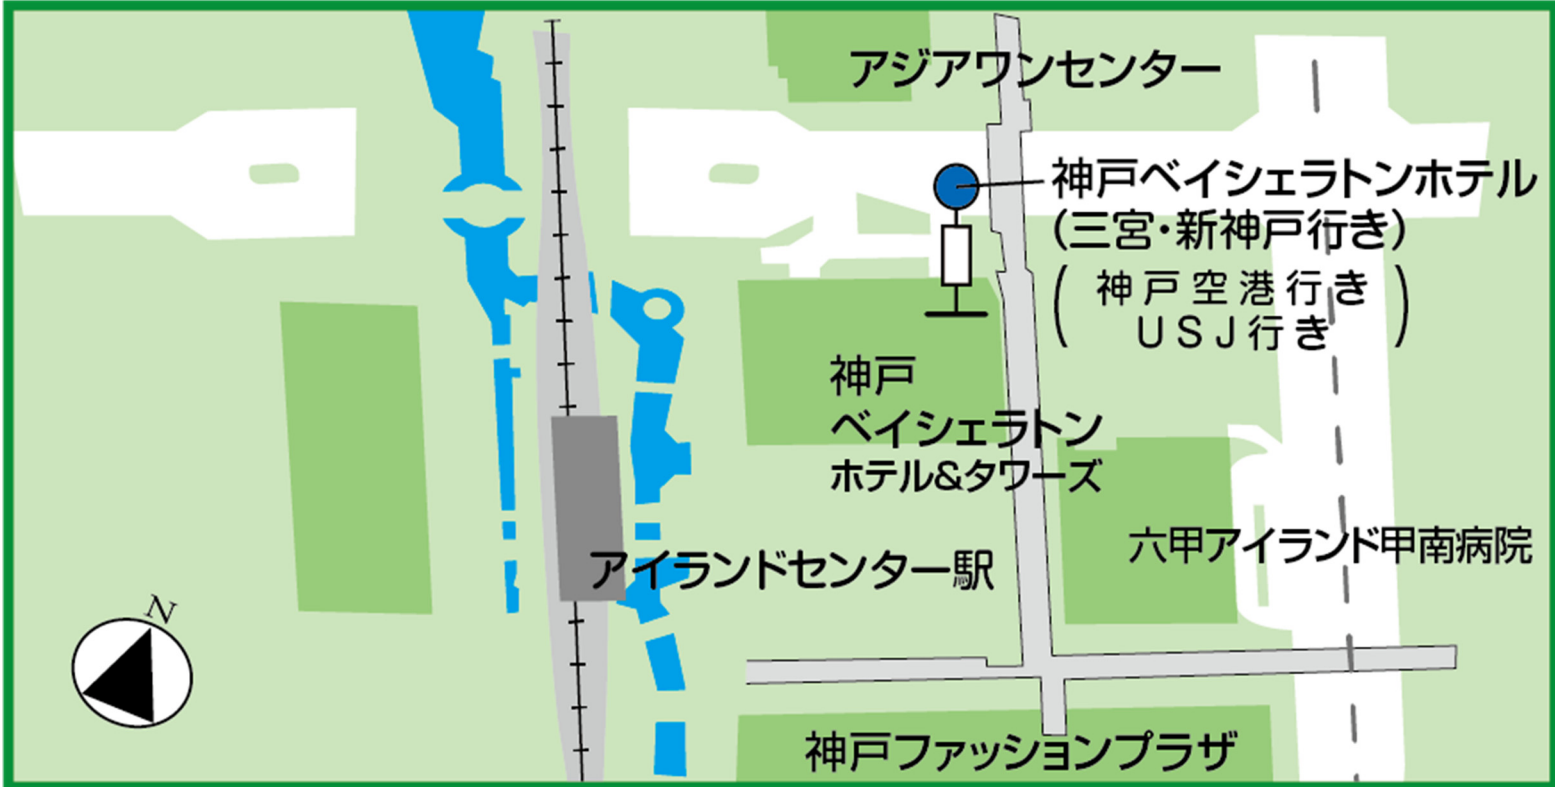 アジアワンセンター
神戸ベイシェラトンホテル
(三宮・新神戸行き)
(神戸空港行き
USJ行き)
神戸
ベイシェラトン
ホテル&タワーズ
六甲アイランド甲南病院
アイランドセンター駅
N
神戸ファッションプラザ